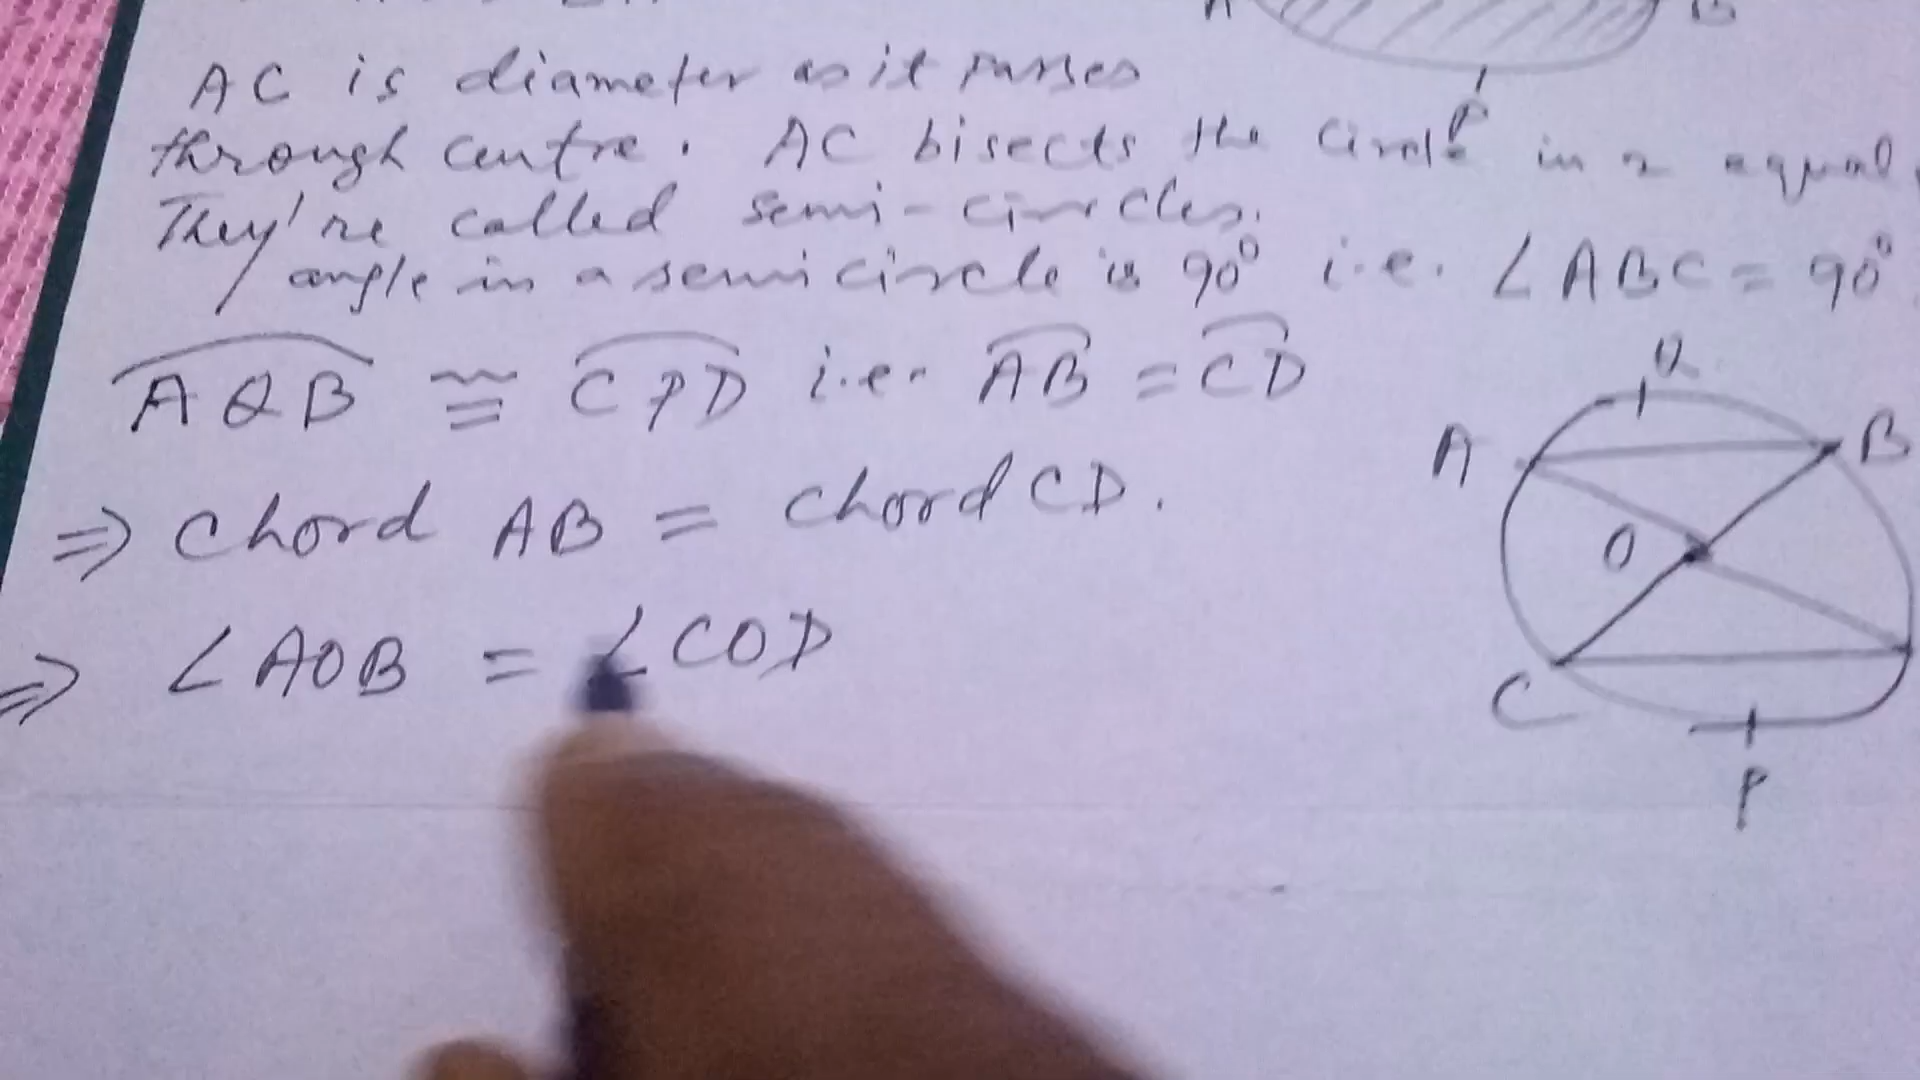 A B
P
AC is diameter as it passes
through centre. AC bisects the circle in 2 equal
They're called semi-circles.
angle in a semicircle is 90° i.e. ∠ABC = 90°
AQB ≅ CPD i.e. AB = CD
⇒ Chord AB = chord CD.
⇒ ∠AOB = ∠COD
Q
A B
O
C
P